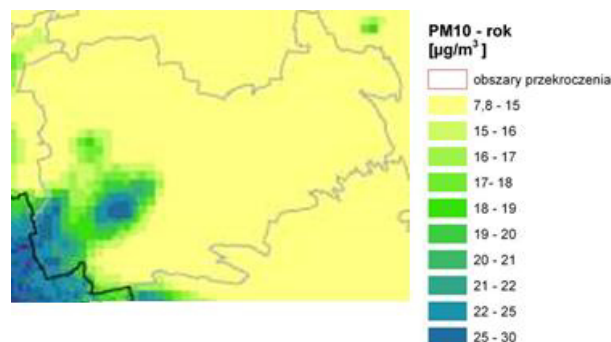 PM10 - rok
[µg/m³]
obszary przekroczenia
7,8 - 15
15 - 16
16 - 17
17- 18
18 - 19
19 - 20
20 - 21
21 - 22
22 - 25
25 - 30